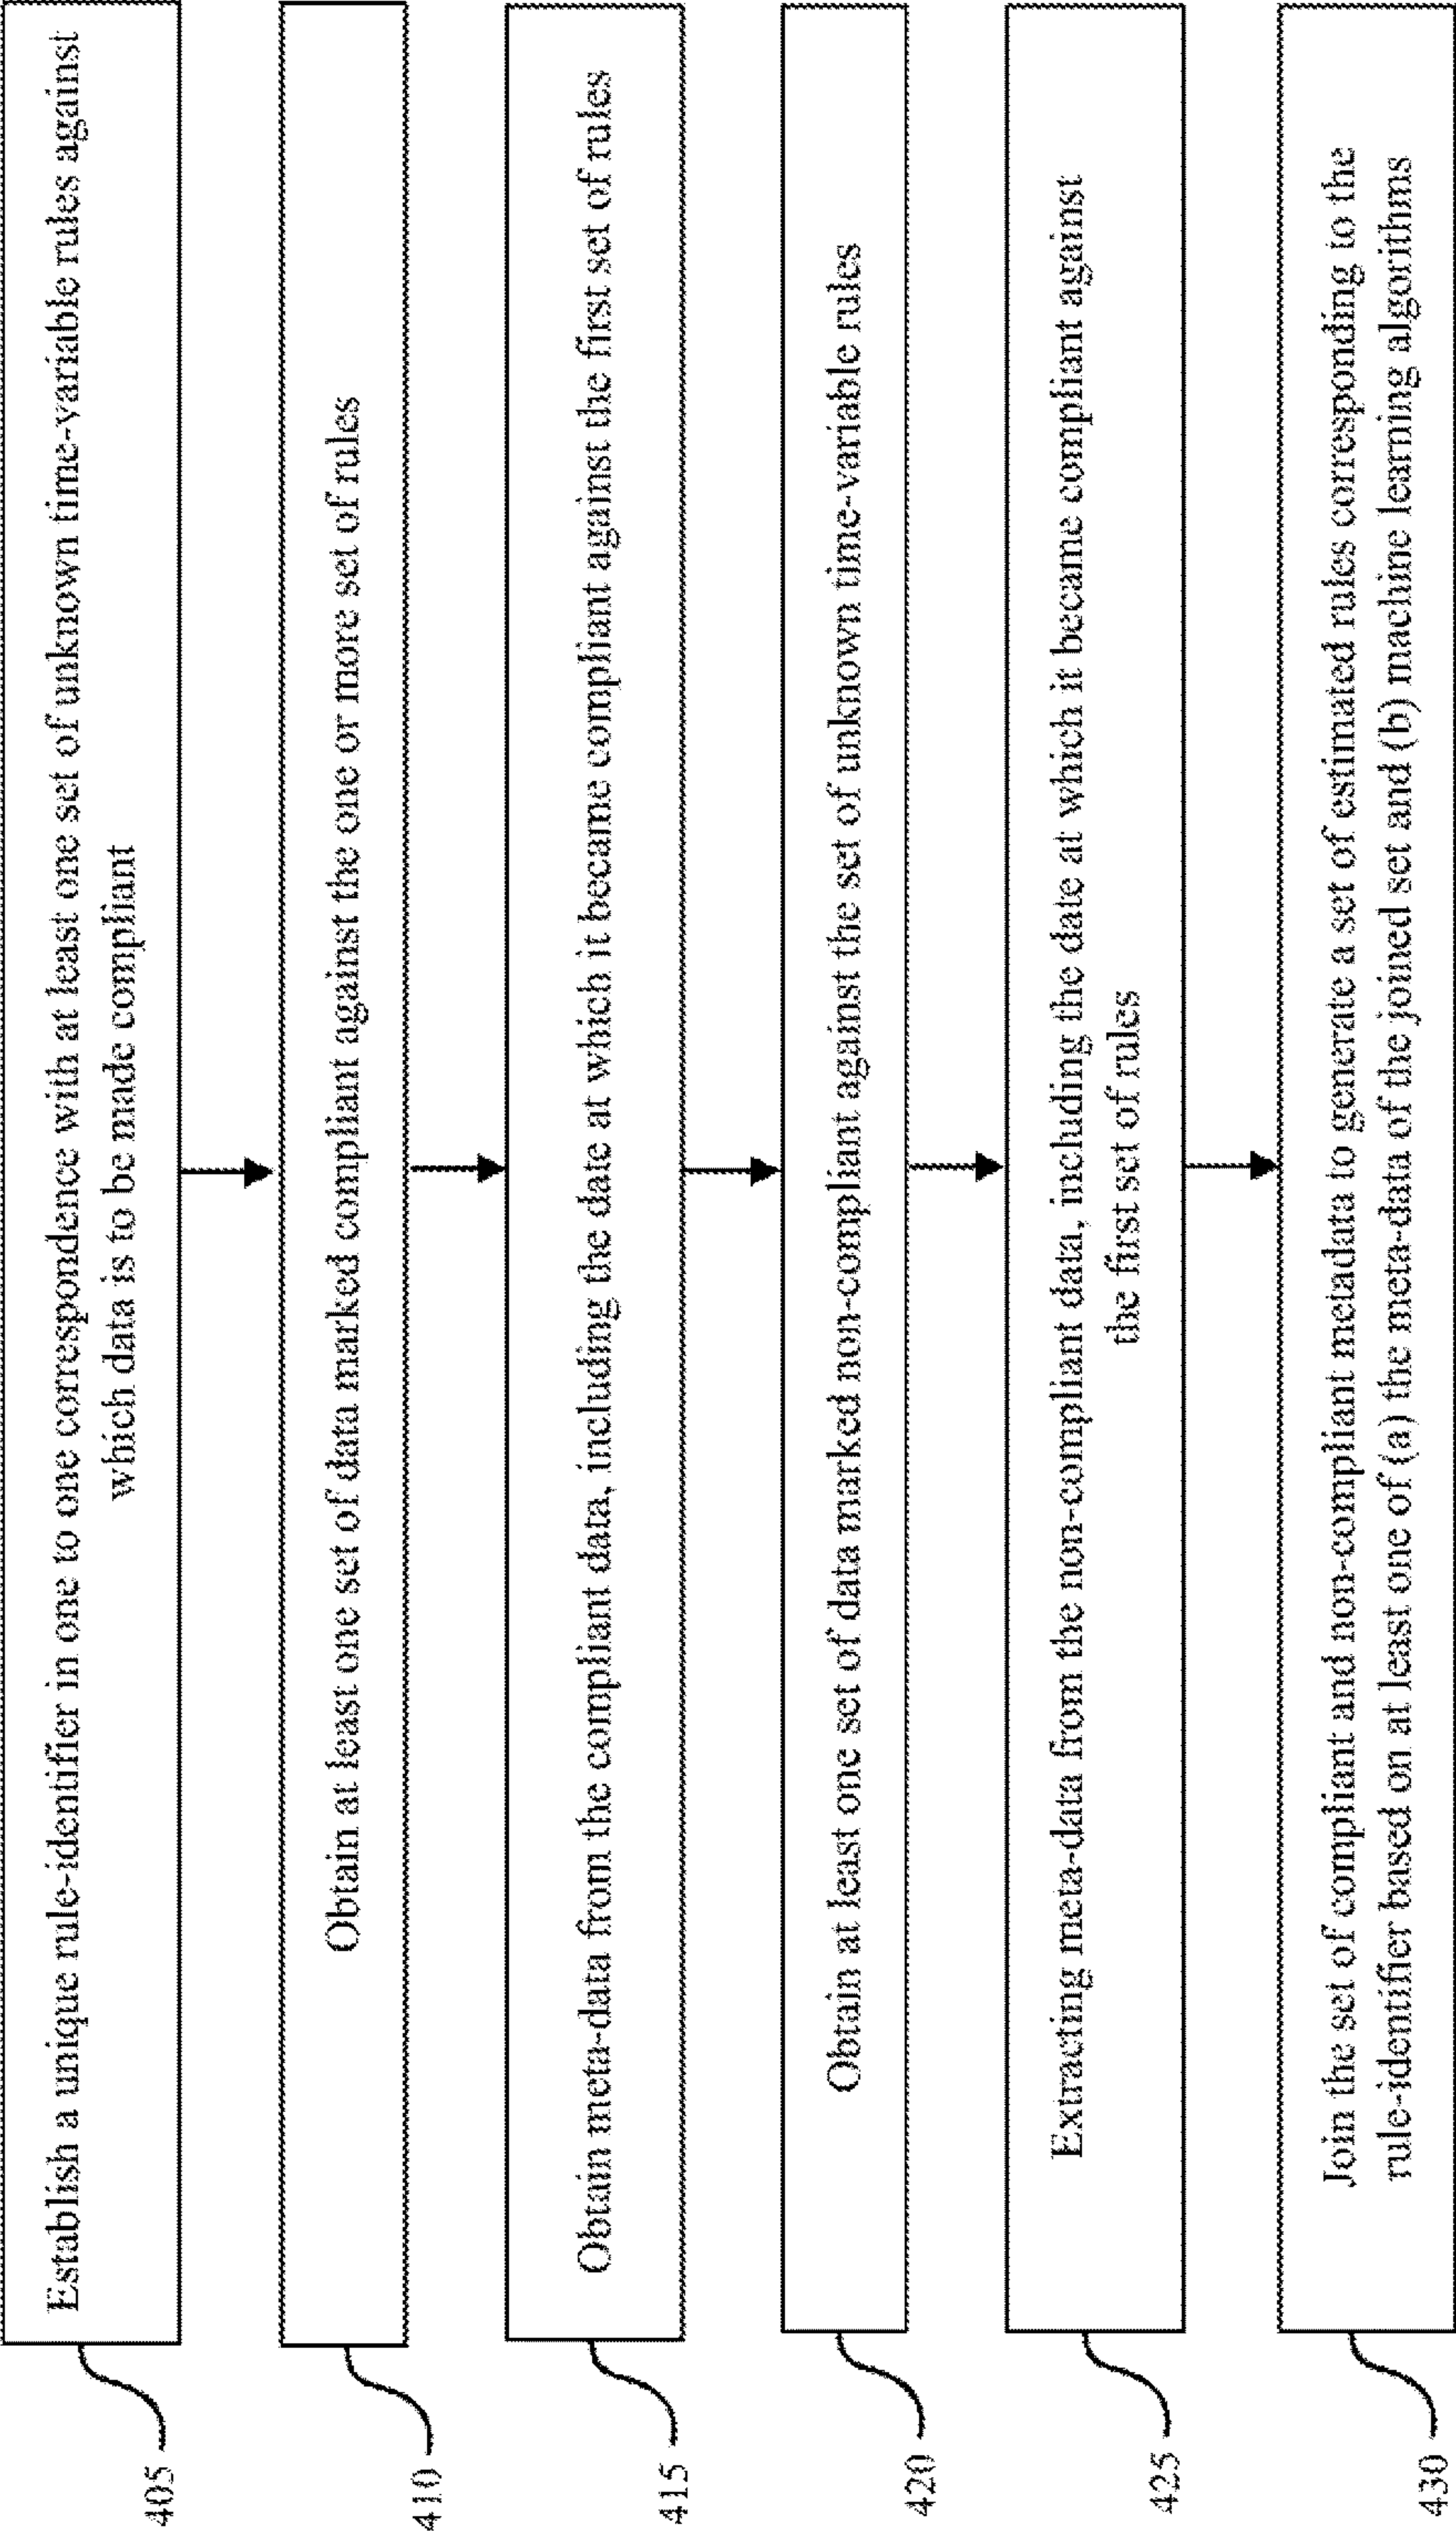 405
Establish a unique rule-identifier in one to one correspondence with at least one set of unknown time-variable rules against
which data is to be made compliant
410
Obtain at least one set of data marked compliant against the one or more set of rules
415
Obtain meta-data from the compliant data, including the date at which it became compliant against the first set of rules
420
Obtain at least one set of data marked non-compliant against the set of unknown time-variable rules
425
Extracting meta-data from the non-compliant data, including the date at which it became compliant against
the first set of rules
430
Join the set of compliant and non-compliant metadata to generate a set of estimated rules corresponding to the
rule-identifier based on at least one of (a) the meta-data of the joined set and (b) machine learning algorithms